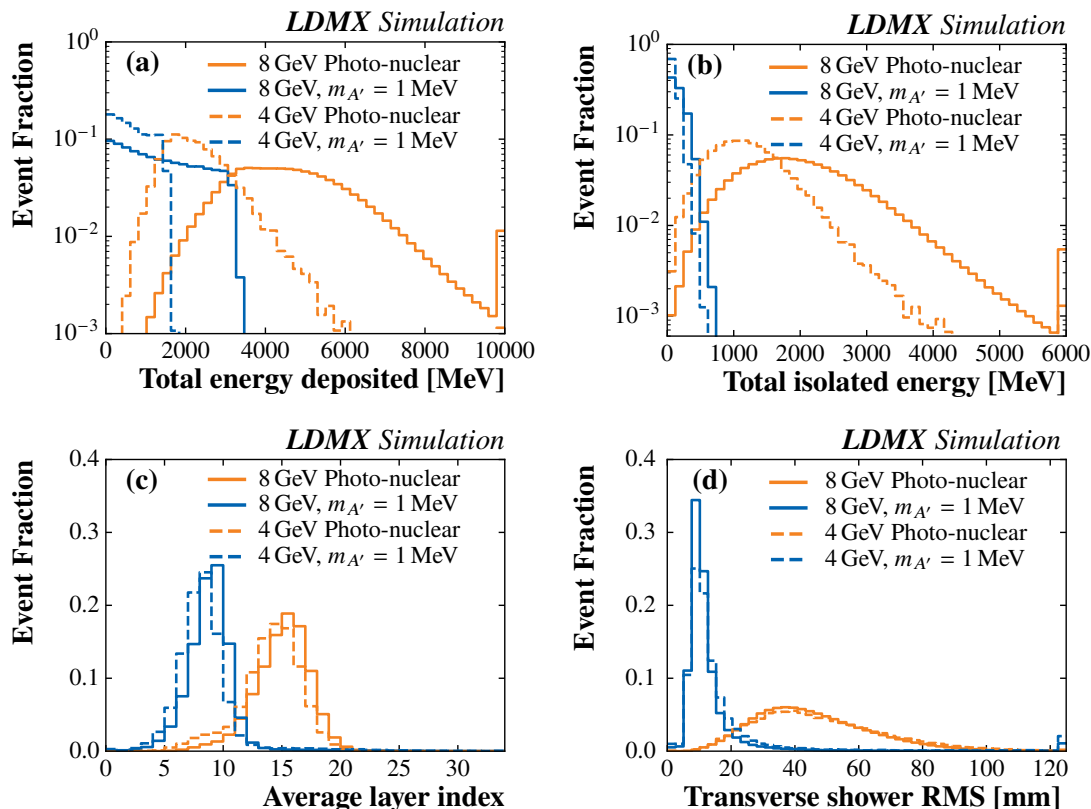 LDMX Simulation
(a)
8 GeV Photo-nuclear
8 GeV, m_A′ = 1 MeV
4 GeV Photo-nuclear
4 GeV, m_A′ = 1 MeV
Event Fraction
10⁰
10⁻¹
10⁻²
10⁻³
0 2000 4000 6000 8000 10000
Total energy deposited [MeV]
LDMX Simulation
(b)
8 GeV Photo-nuclear
8 GeV, m_A′ = 1 MeV
4 GeV Photo-nuclear
4 GeV, m_A′ = 1 MeV
Event Fraction
10⁰
10⁻¹
10⁻²
10⁻³
0 1000 2000 3000 4000 5000 6000
Total isolated energy [MeV]
LDMX Simulation
(c)
8 GeV Photo-nuclear
8 GeV, m_A′ = 1 MeV
4 GeV Photo-nuclear
4 GeV, m_A′ = 1 MeV
Event Fraction
0.4
0.3
0.2
0.1
0.0
0 5 10 15 20 25 30
Average layer index
LDMX Simulation
(d)
8 GeV Photo-nuclear
8 GeV, m_A′ = 1 MeV
4 GeV Photo-nuclear
4 GeV, m_A′ = 1 MeV
Event Fraction
0.4
0.3
0.2
0.1
0.0
0 20 40 60 80 100 120
Transverse shower RMS [mm]